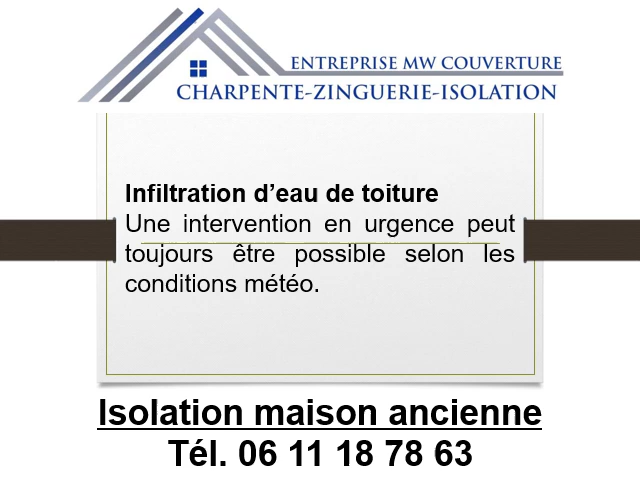 ENTREPRISE MW COUVERTURE
CHARPENTE-ZINGUERIE-ISOLATION
Infiltration d’eau de toiture
Une intervention en urgence peut
toujours être possible selon les
conditions météo.
Isolation maison ancienne
Tél. 06 11 18 78 63